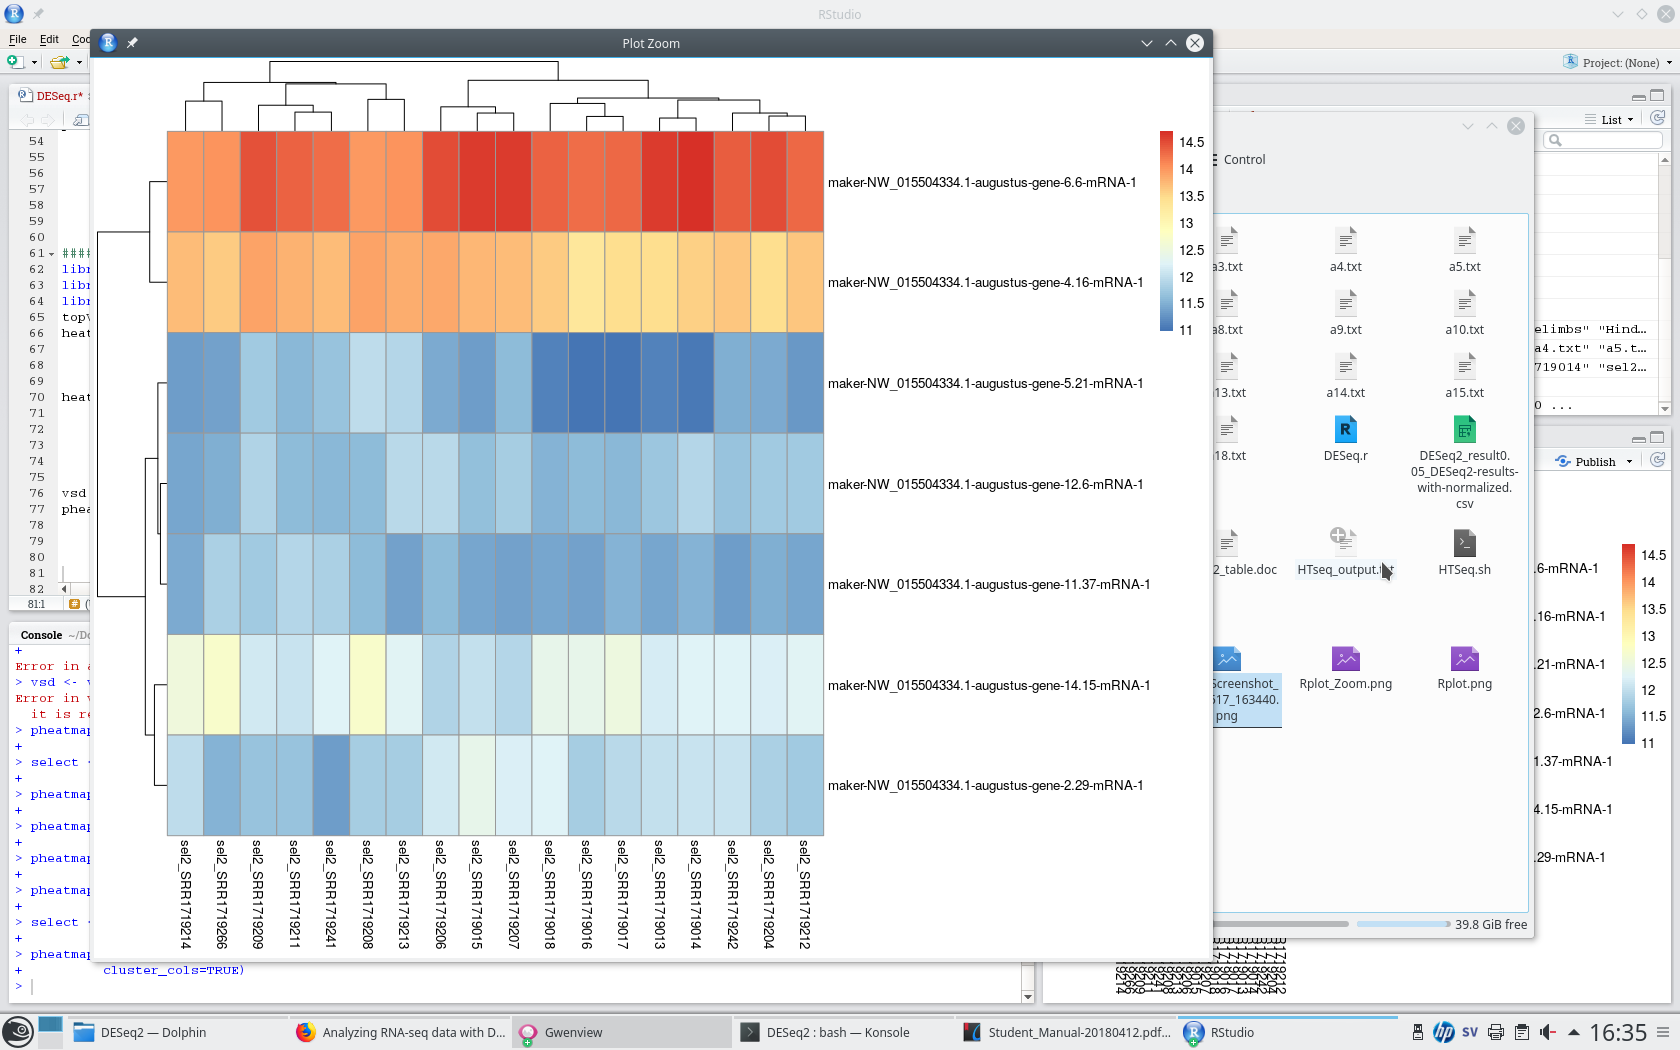 RStudio
File Edit
Project: (None)
Plot Zoom
DESeq.r*
List
54
55
56
57
58
59
60
61 ####
62 libr
63 libr
64 libr
65 topV
66 heat
67
68
69
70 heat
71
72
73
74
75
76 vsd
77 phea
78
79
80
81
82
81:1
14.5
14
13.5
13
12.5
12
11.5
11
maker-NW_015504334.1-augustus-gene-6.6-mRNA-1
maker-NW_015504334.1-augustus-gene-4.16-mRNA-1
maker-NW_015504334.1-augustus-gene-5.21-mRNA-1
maker-NW_015504334.1-augustus-gene-12.6-mRNA-1
maker-NW_015504334.1-augustus-gene-11.37-mRNA-1
maker-NW_015504334.1-augustus-gene-14.15-mRNA-1
maker-NW_015504334.1-augustus-gene-2.29-mRNA-1
sel2_SRR1719214
sel2_SRR1719266
sel2_SRR1719209
sel2_SRR1719211
sel2_SRR1719241
sel2_SRR1719208
sel2_SRR1719213
sel2_SRR1719206
sel2_SRR1719015
sel2_SRR1719207
sel2_SRR1719018
sel2_SRR1719016
sel2_SRR1719017
sel2_SRR1719013
sel2_SRR1719014
sel2_SRR1719242
sel2_SRR1719204
sel2_SRR1719212
Control
a3.txt a4.txt a5.txt
a8.txt a9.txt a10.txt
13.txt a14.txt a15.txt
18.txt DESeq.r DESeq2_result0.
05_DESeq2-results-
with-normalized.
csv
2_table.doc HTseq_output. HTSeq.sh
Screenshot_ Rplot_Zoom.png Rplot.png
517_163440.
png
39.8 GiB free
elimbs" "Hind...
a4.txt" "a5.t...
719014" "sel2...
0 ...
Publish
14.5
14
13.5
13
12.5
12
11.5
11
.6-mRNA-1
.16-mRNA-1
.21-mRNA-1
2.6-mRNA-1
1.37-mRNA-1
4.15-mRNA-1
.29-mRNA-1
Console ~/Do
+
Error in a
> vsd <- v
Error in v
it is re
> pheatmap
+
> select
+
> pheatmap
+
> pheatmap
+
> pheatmap
+
> pheatmap
+
> select
+
> pheatmap
+ cluster_cols=TRUE)
>
DESeq2 — Dolphin
Analyzing RNA-seq data with D...
Gwenview
DESeq2 : bash — Konsole
Student_Manual-20180412.pdf...
RStudio
hp
SV
16:35